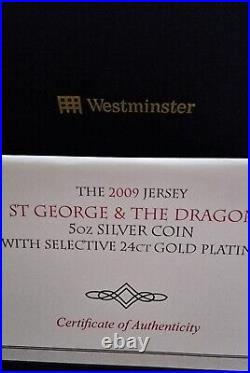 Westminster
THE 2009 JERSEY
ST GEORGE & THE DRAGON
5OZ SILVER COIN
WITH SELECTIVE 24CT GOLD PLATIN
Certificate of Authenticity